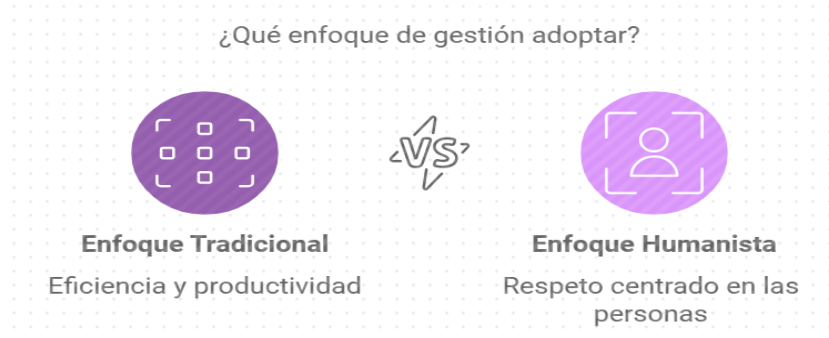 ¿Qué enfoque de gestión adoptar?
VS
Enfoque Tradicional
Eficiencia y productividad
Enfoque Humanista
Respeto centrado en las
personas